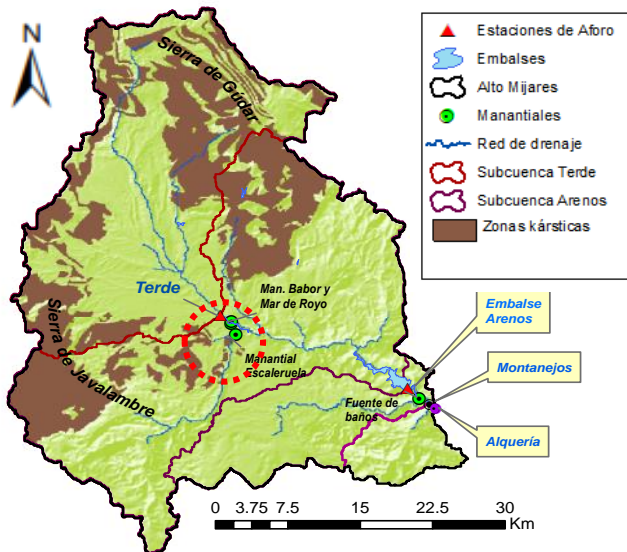 N
Sierra de Gúdar
Terde
Man. Babor y
Mar de Royo
Sierra de Javalambre
Manantial
Escaleruela
Fuente de
baños
Estaciones de Aforo
Embalses
Alto Mijares
Manantiales
Red de drenaje
Subcuenca Terde
Subcuenca Arenos
Zonas kársticas
Embalse
Arenos
Montanejos
Alquería
0 3.75 7.5 15 22.5 30
Km